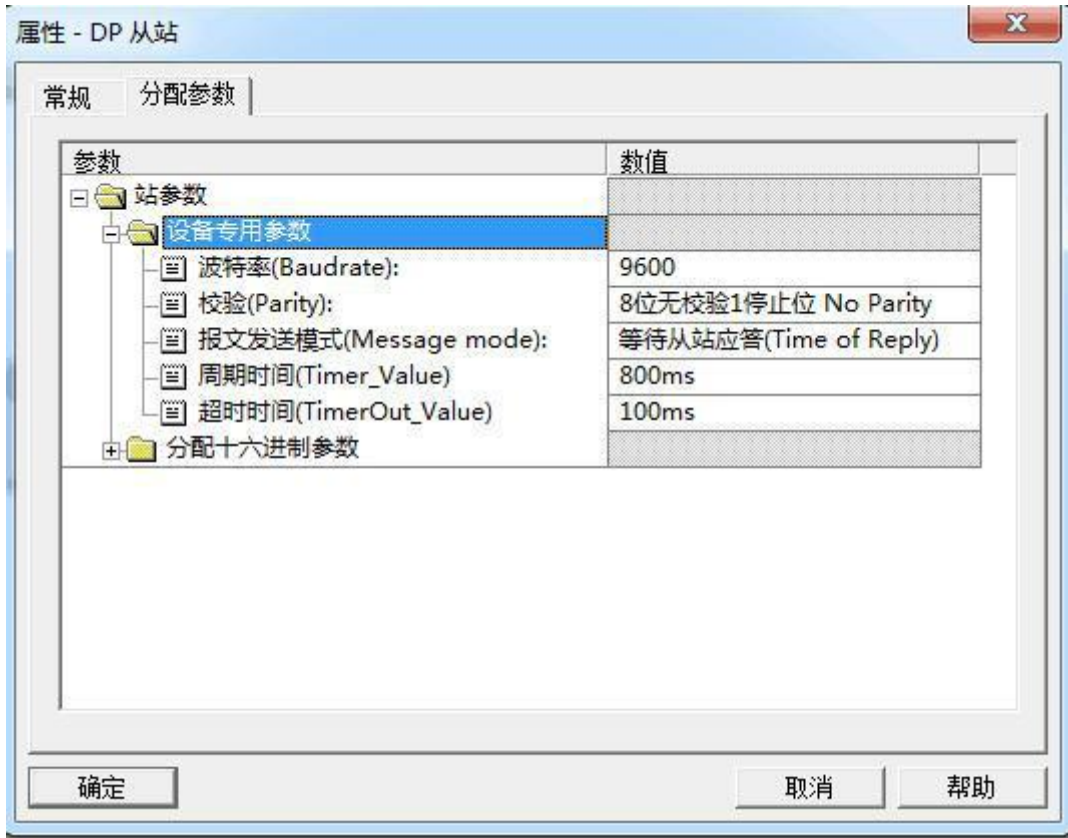 属性 - DP 从站
常规 分配参数
参数 数值
站参数
设备专用参数
波特率(Baudrate): 9600
校验(Parity): 8位无校验1停止位 No Parity
报文发送模式(Message mode): 等待从站应答(Time of Reply)
周期时间(Timer_Value) 800ms
超时时间(TimerOut_Value) 100ms
分配十六进制参数
确定 取消 帮助